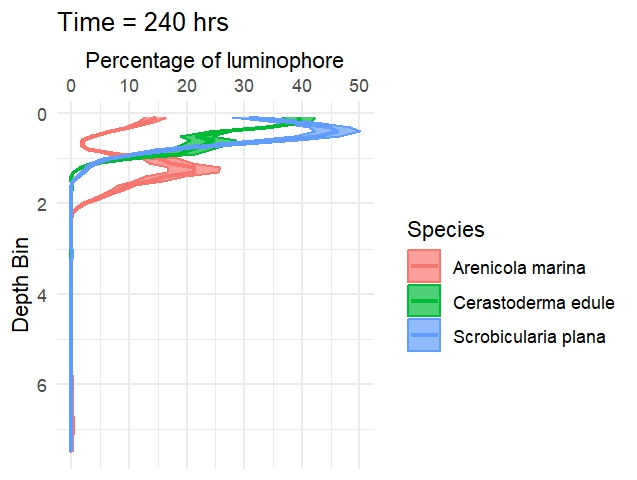 Time = 240 hrs
Percentage of luminophore
0 10 20 30 40 50
Depth Bin
0
2
4
6
Species
Arenicola marina
Cerastoderma edule
Scrobicularia plana